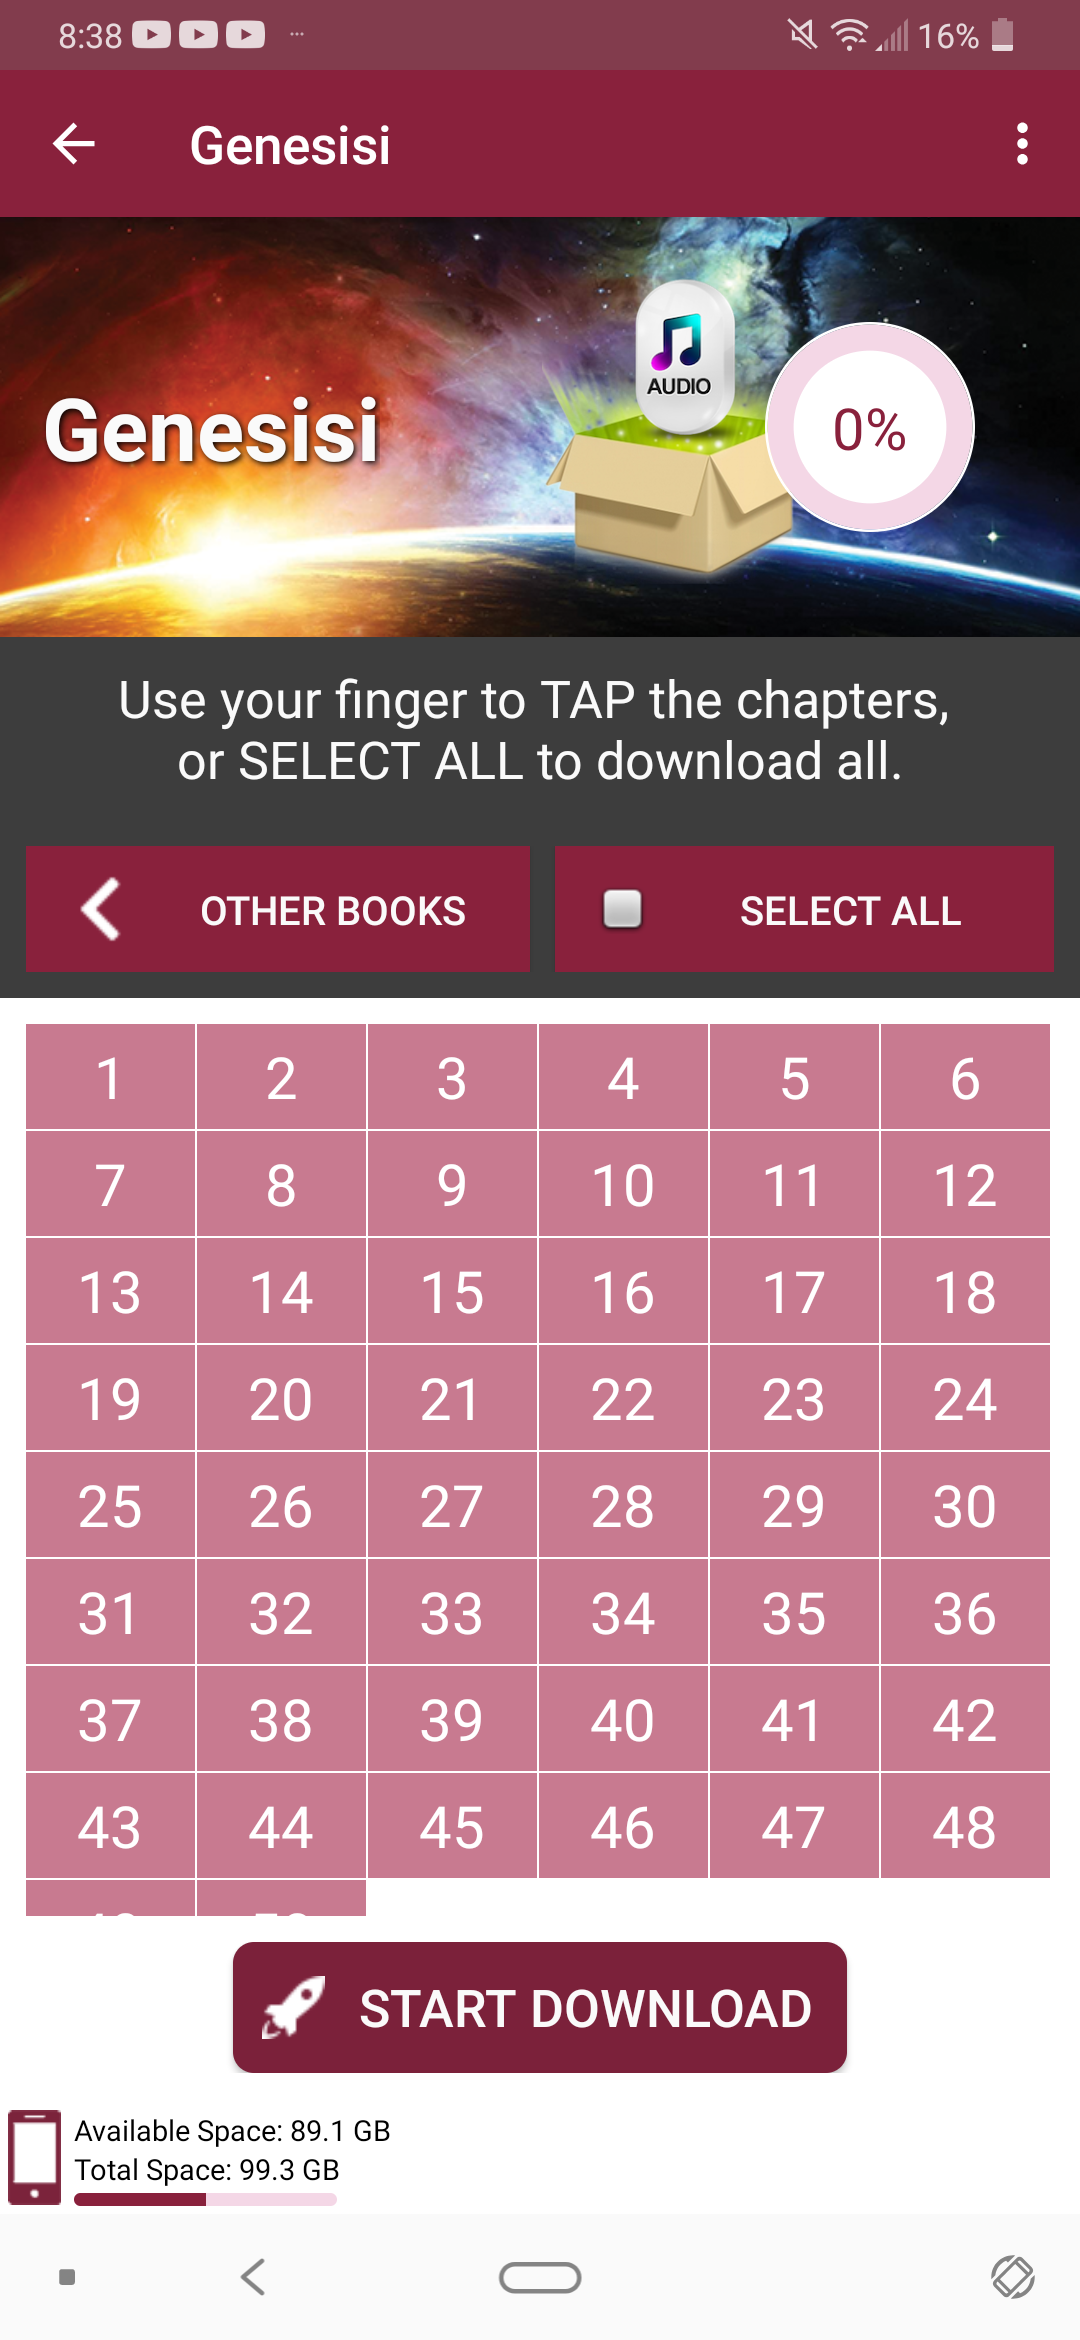 8:38
16%
Genesisi
Genesisi
AUDIO
0%
Use your finger to TAP the chapters,
or SELECT ALL to download all.
OTHER BOOKS
SELECT ALL
1 2 3 4 5 6
7 8 9 10 11 12
13 14 15 16 17 18
19 20 21 22 23 24
25 26 27 28 29 30
31 32 33 34 35 36
37 38 39 40 41 42
43 44 45 46 47 48
START DOWNLOAD
Available Space: 89.1 GB
Total Space: 99.3 GB